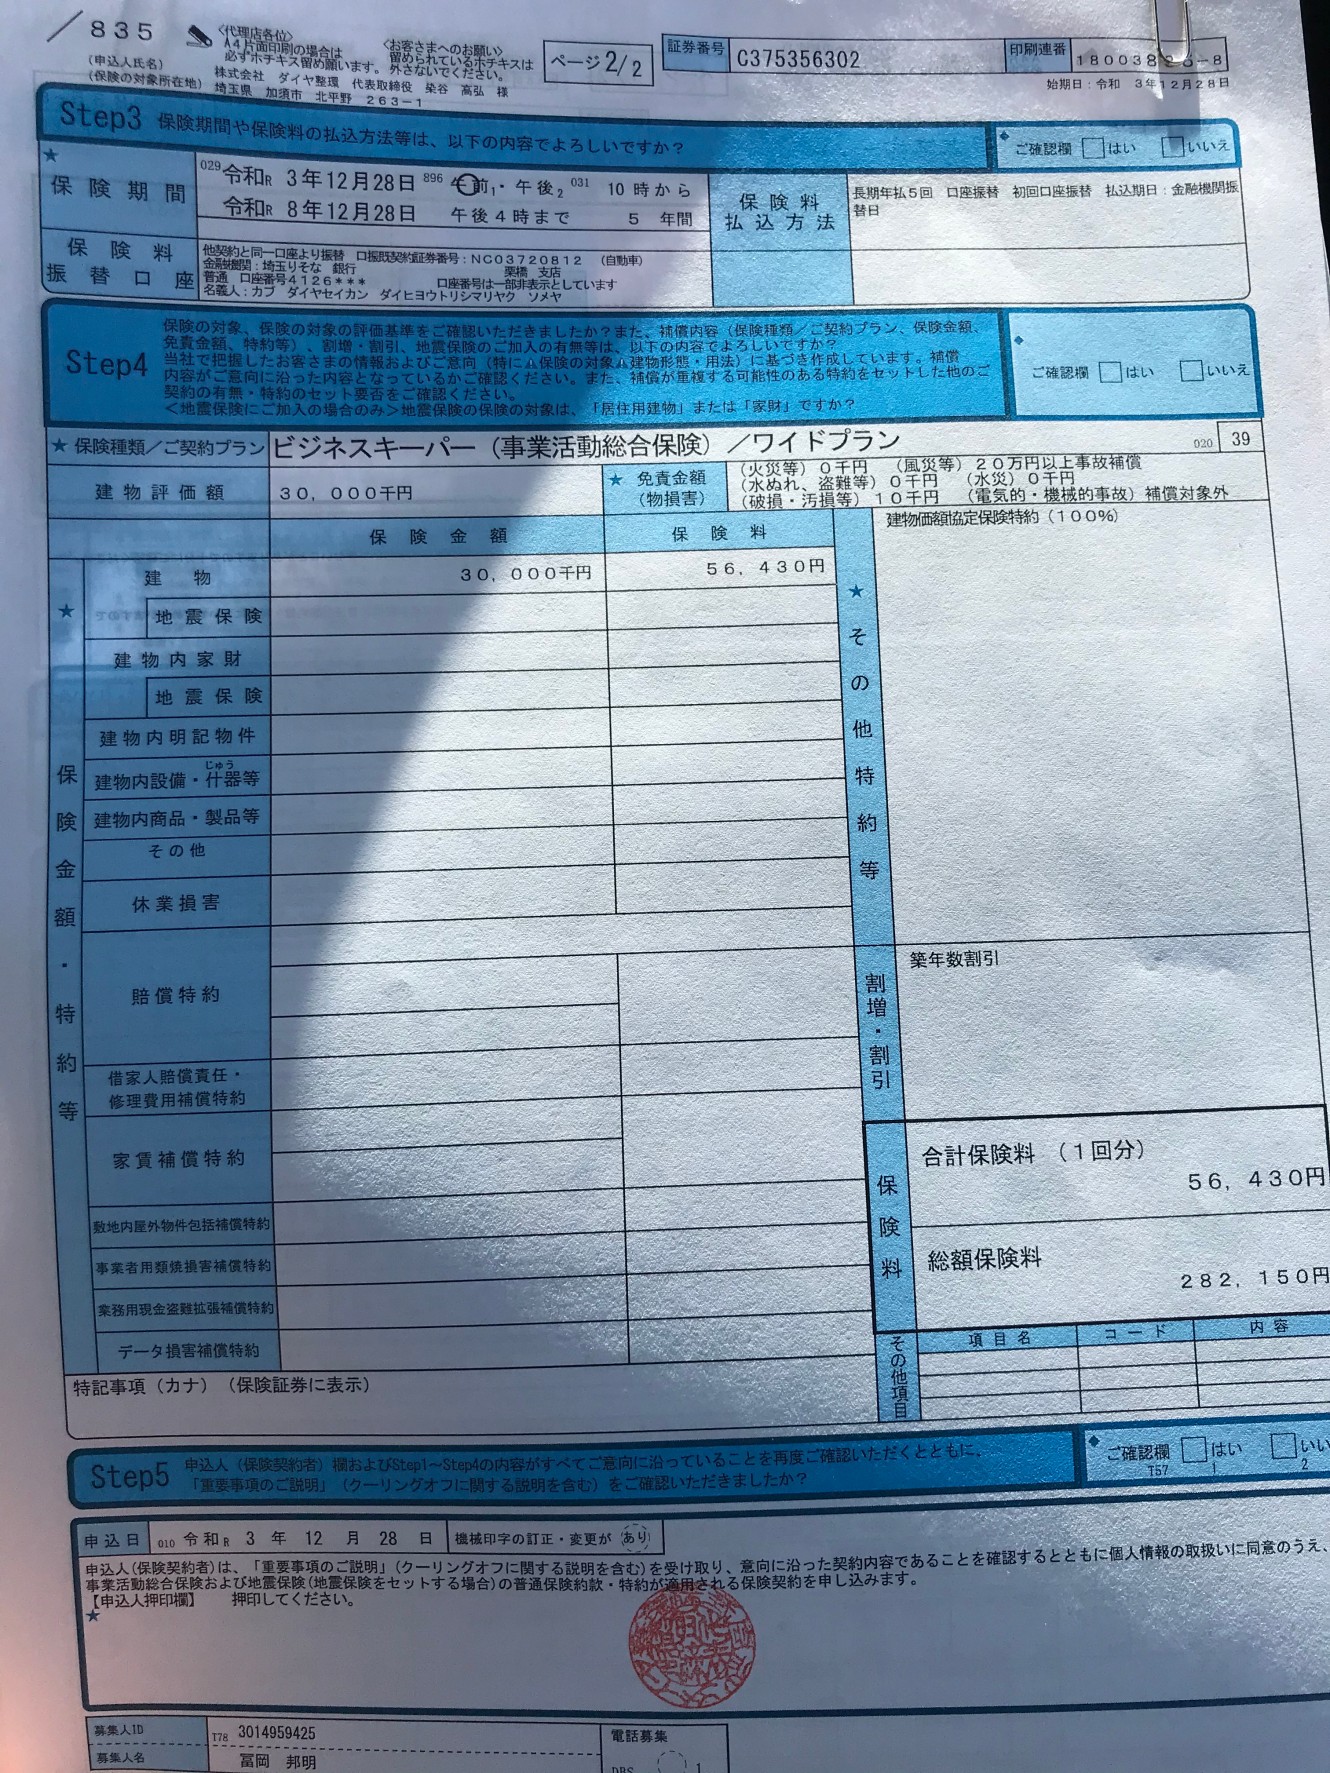 ／835
〈代理店各位〉
A4片面印刷の場合は
必ずホチキス留め願います。
〈お客さまへのお願い〉
留められているホチキスは
外さないでください。
ページ 2／2
証券番号 C375356302
印刷連番
始期日：令和 3年12月28日
(申込人氏名) 株式会社 ダイヤ整環 代表取締役 染谷 高弘 様
(保険の対象所在地) 埼玉県 加須市 北平野 263－1
Step3 保険期間や保険料の払込方法等は、以下の内容でよろしいですか？
ご確認欄 はい いいえ
★ 保険期間
029 令和R 3年12月28日 896 午前1・午後2 031 10時から
令和R 8年12月28日 午後4時まで 5 年間
保険料払込方法
長期年払5回 口座振替 初回口座振替 払込期日：金融機関振
替日
保険料振替口座
他契約と同一口座より振替 口振既契約証券番号：NC03720812 (自動車)
金融機関：埼玉りそな 銀行 栗橋 支店
普通 口座番号4126＊＊＊ 口座番号は一部非表示としています
名義人：カブ ダイヤセイカン ダイヒヨウトリシマリヤク ソメヤ
Step4
保険の対象、保険の対象の評価基準をご確認いただきましたか？また、補償内容（保険種類／ご契約プラン、保険金額、
免責金額、特約等）、割増・割引、地震保険のご加入の有無等は、以下の内容でよろしいですか？
当社で把握したお客さまの情報およびご意向（特に⚠保険の対象⚠建物形態・用法）に基づき作成しています。補償
内容がご意向に沿った内容となっているかご確認ください。また、補償が重複する可能性のある特約をセットした他のご
契約の有無・特約のセット要否をご確認ください。
＜地震保険にご加入の場合のみ＞地震保険の保険の対象は、「居住用建物」または「家財」ですか？
ご確認欄 はい いいえ
★ 保険種類／ご契約プラン ビジネスキーパー（事業活動総合保険）／ワイドプラン 020 39
建物評価額 30，000千円
★ 免責金額
（物損害）
（火災等）0千円 （風災等）20万円以上事故補償
（水ぬれ、盗難等）0千円 （水災）0千円
（破損・汚損等）10千円 （電気的・機械的事故）補償対象外
保険金額 保険料
★ 保険金額・特約等
建物 30，000千円 56，430円
地震保険
建物内家財
地震保険
建物内明記物件
じゅう
建物内設備・什器等
建物内商品・製品等
その他
休業損害
賠償特約
借家人賠償責任・
修理費用補償特約
家賃補償特約
敷地内屋外物件包括補償特約
事業者用類焼損害補償特約
業務用現金盗難拡張補償特約
データ損害補償特約
★ その他特約等
建物価額協定保険特約（100％）
割増・割引
築年数割引
保険料
合計保険料 （1回分）
56，430円
総額保険料
282，150円
その他項目
項目名 コード 内容
特記事項（カナ）（保険証券に表示）
Step5
申込人（保険契約者）欄およびStep1～Step4の内容がすべてご意向に沿っていることを再度ご確認いただくとともに、
「重要事項のご説明」（クーリングオフに関する説明を含む）をご確認いただきましたか？
ご確認欄 はい いい
T57 1 2
申込日 010 令和R 3 年 12 月 28 日 機械印字の訂正・変更が あり
申込人（保険契約者）は、「重要事項のご説明」（クーリングオフに関する説明を含む）を受け取り、意向に沿った契約内容であることを確認するとともに個人情報の取扱いに同意のうえ、
事業活動総合保険および地震保険（地震保険をセットする場合）の普通保険約款・特約が適用される保険契約を申し込みます。
【申込人押印欄】 押印してください。
★
募集人ID T78 3014959425
募集人名 冨岡 邦明
電話募集
DBS 1